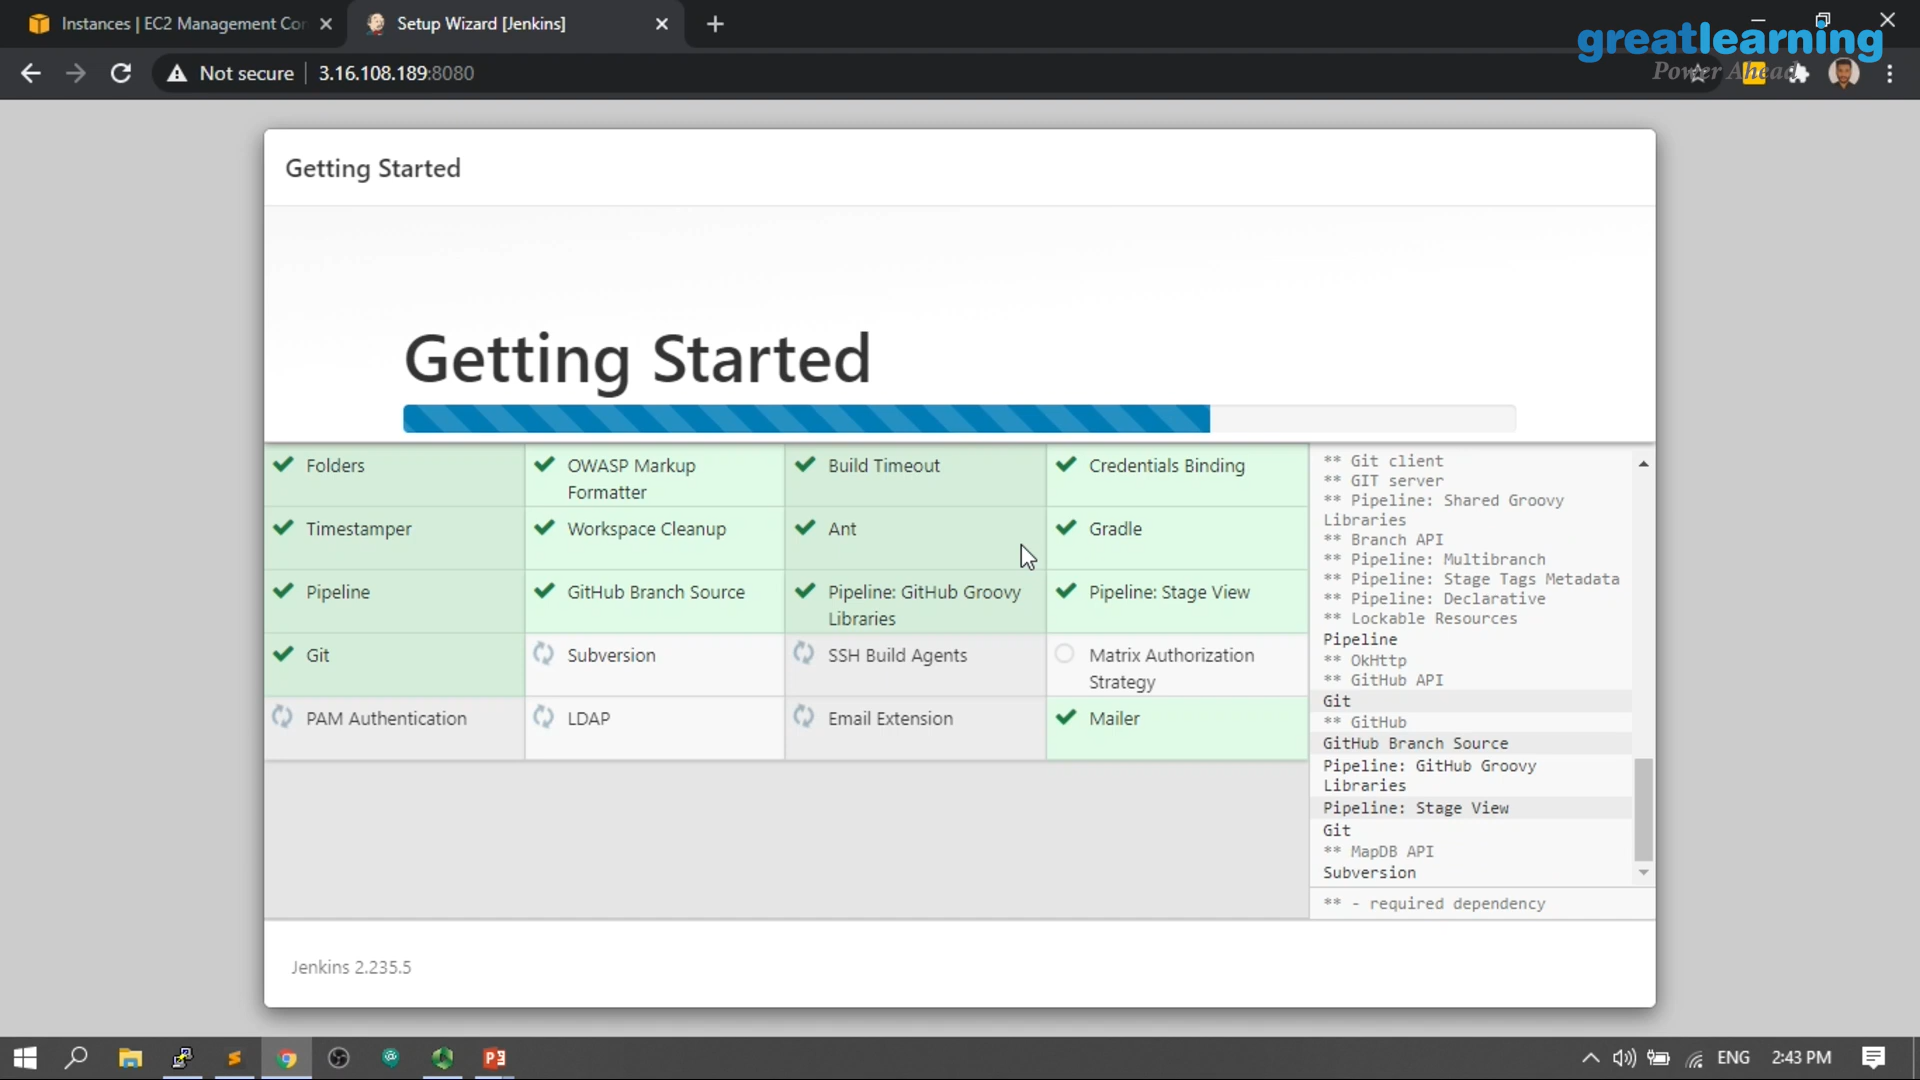 Instances | EC2 Management Con
Setup Wizard [Jenkins]
greatlearning
Power Ahead
Not secure
3.16.108.189:8080
Getting Started
Getting Started
Folders
OWASP Markup
Formatter
Build Timeout
Credentials Binding
Timestamper
Workspace Cleanup
Ant
Gradle
Pipeline
GitHub Branch Source
Pipeline: GitHub Groovy
Libraries
Pipeline: Stage View
Git
Subversion
SSH Build Agents
Matrix Authorization
Strategy
PAM Authentication
LDAP
Email Extension
Mailer
** Git client
** GIT server
** Pipeline: Shared Groovy
Libraries
** Branch API
** Pipeline: Multibranch
** Pipeline: Stage Tags Metadata
** Pipeline: Declarative
** Lockable Resources
Pipeline
** OkHttp
** GitHub API
Git
** GitHub
GitHub Branch Source
Pipeline: GitHub Groovy
Libraries
Pipeline: Stage View
Git
** MapDB API
Subversion
** - required dependency
Jenkins 2.235.5
ENG
2:43 PM